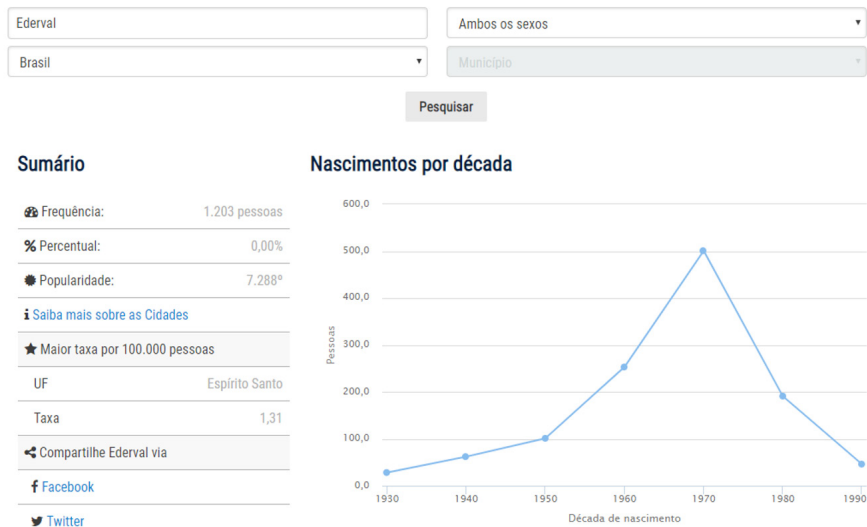 Ederval
Ambos os sexos
Brasil
Município
Pesquisar
Sumário
Frequência: 1.203 pessoas
Percentual: 0,00%
Popularidade: 7.288º
Saiba mais sobre as Cidades
Maior taxa por 100.000 pessoas
UF Espírito Santo
Taxa 1,31
Compartilhe Ederval via
Facebook
Twitter
Nascimentos por década
600,0
500,0
400,0
300,0
200,0
100,0
0,0
Pessoas
1930 1940 1950 1960 1970 1980 1990
Década de nascimento